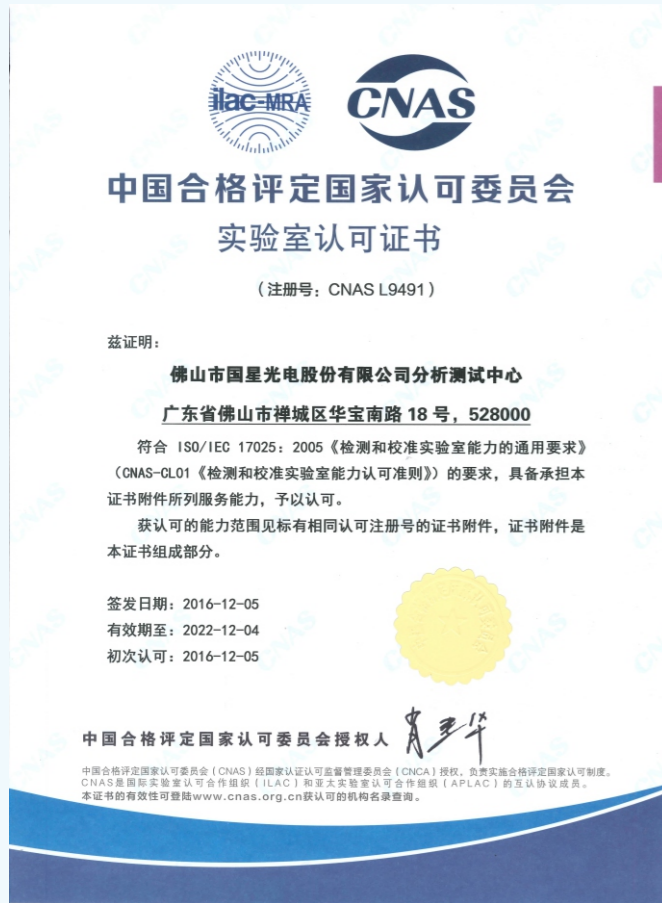 ilac-MRA
CNAS
中国合格评定国家认可委员会
实验室认可证书
（注册号：CNAS L9491）
兹证明：
佛山市国星光电股份有限公司分析测试中心
广东省佛山市禅城区华宝南路 18 号，528000
符合 ISO/IEC 17025：2005《检测和校准实验室能力的通用要求》
（CNAS-CL01《检测和校准实验室能力认可准则》）的要求，具备承担本
证书附件所列服务能力，予以认可。
获认可的能力范围见标有相同认可注册号的证书附件，证书附件是
本证书组成部分。
签发日期：2016-12-05
有效期至：2022-12-04
初次认可：2016-12-05
中国合格评定国家认可委员会授权人
中国合格评定国家认可委员会（CNAS）经国家认证认可监督管理委员会（CNCA）授权，负责实施合格评定国家认可制度。
CNAS是国际实验室认可合作组织（ILAC）和亚太实验室认可合作组织（APLAC）的互认协议成员。
本证书的有效性可登陆www.cnas.org.cn获认可的机构名录查询。